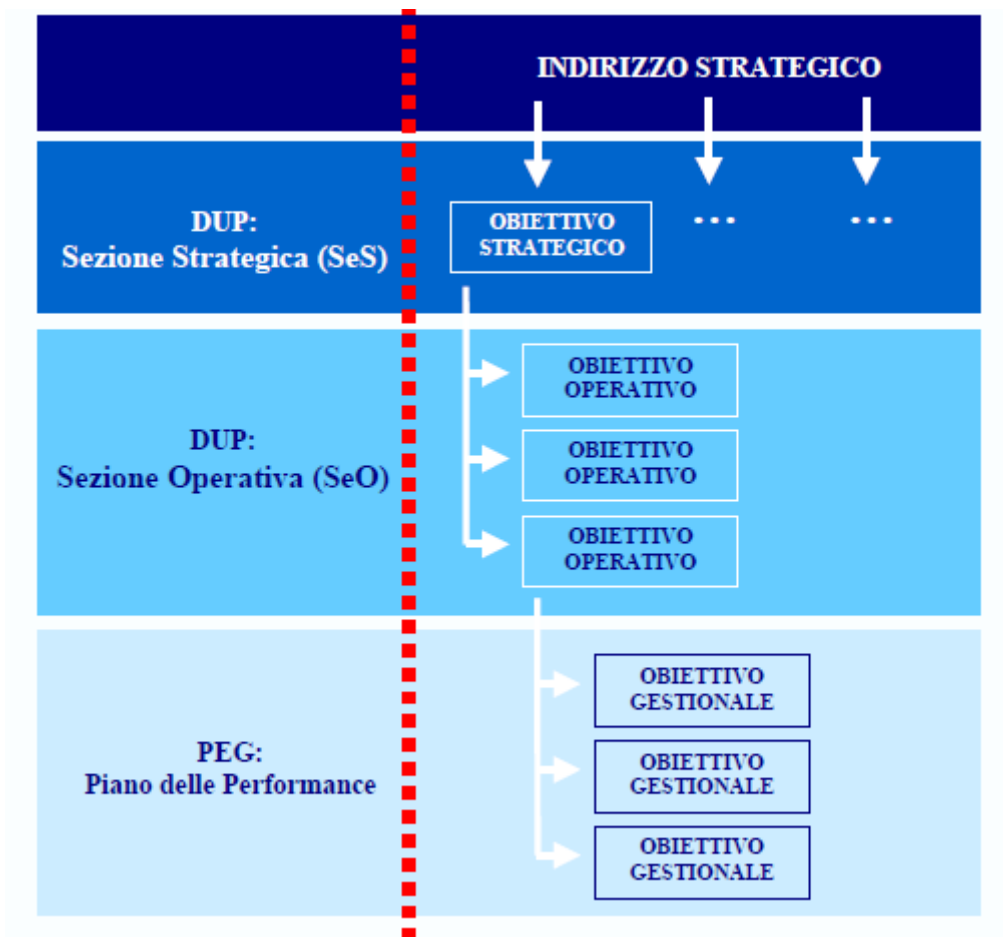 INDIRIZZO STRATEGICO
DUP:
Sezione Strategica (SeS)
OBIETTIVO
STRATEGICO
...
...
DUP:
Sezione Operativa (SeO)
OBIETTIVO
OPERATIVO
OBIETTIVO
OPERATIVO
OBIETTIVO
OPERATIVO
PEG:
Piano delle Performance
OBIETTIVO
GESTIONALE
OBIETTIVO
GESTIONALE
OBIETTIVO
GESTIONALE